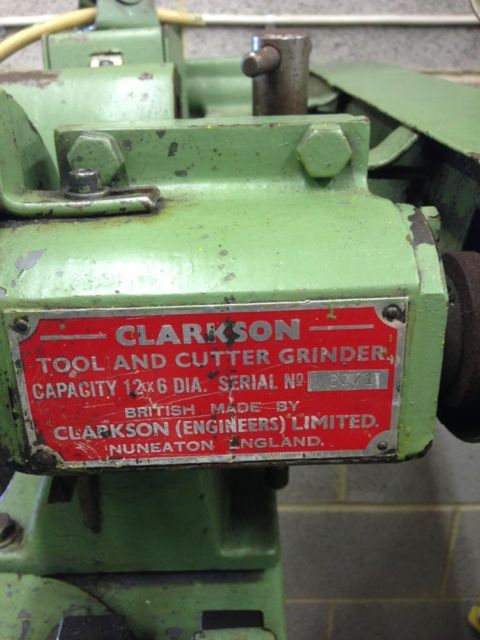 CLARKSON
TOOL AND CUTTER GRINDER
CAPACITY 12×6 DIA. SERIAL Nº
BRITISH MADE BY
CLARKSON (ENGINEERS) LIMITED.
NUNEATON ENGLAND.